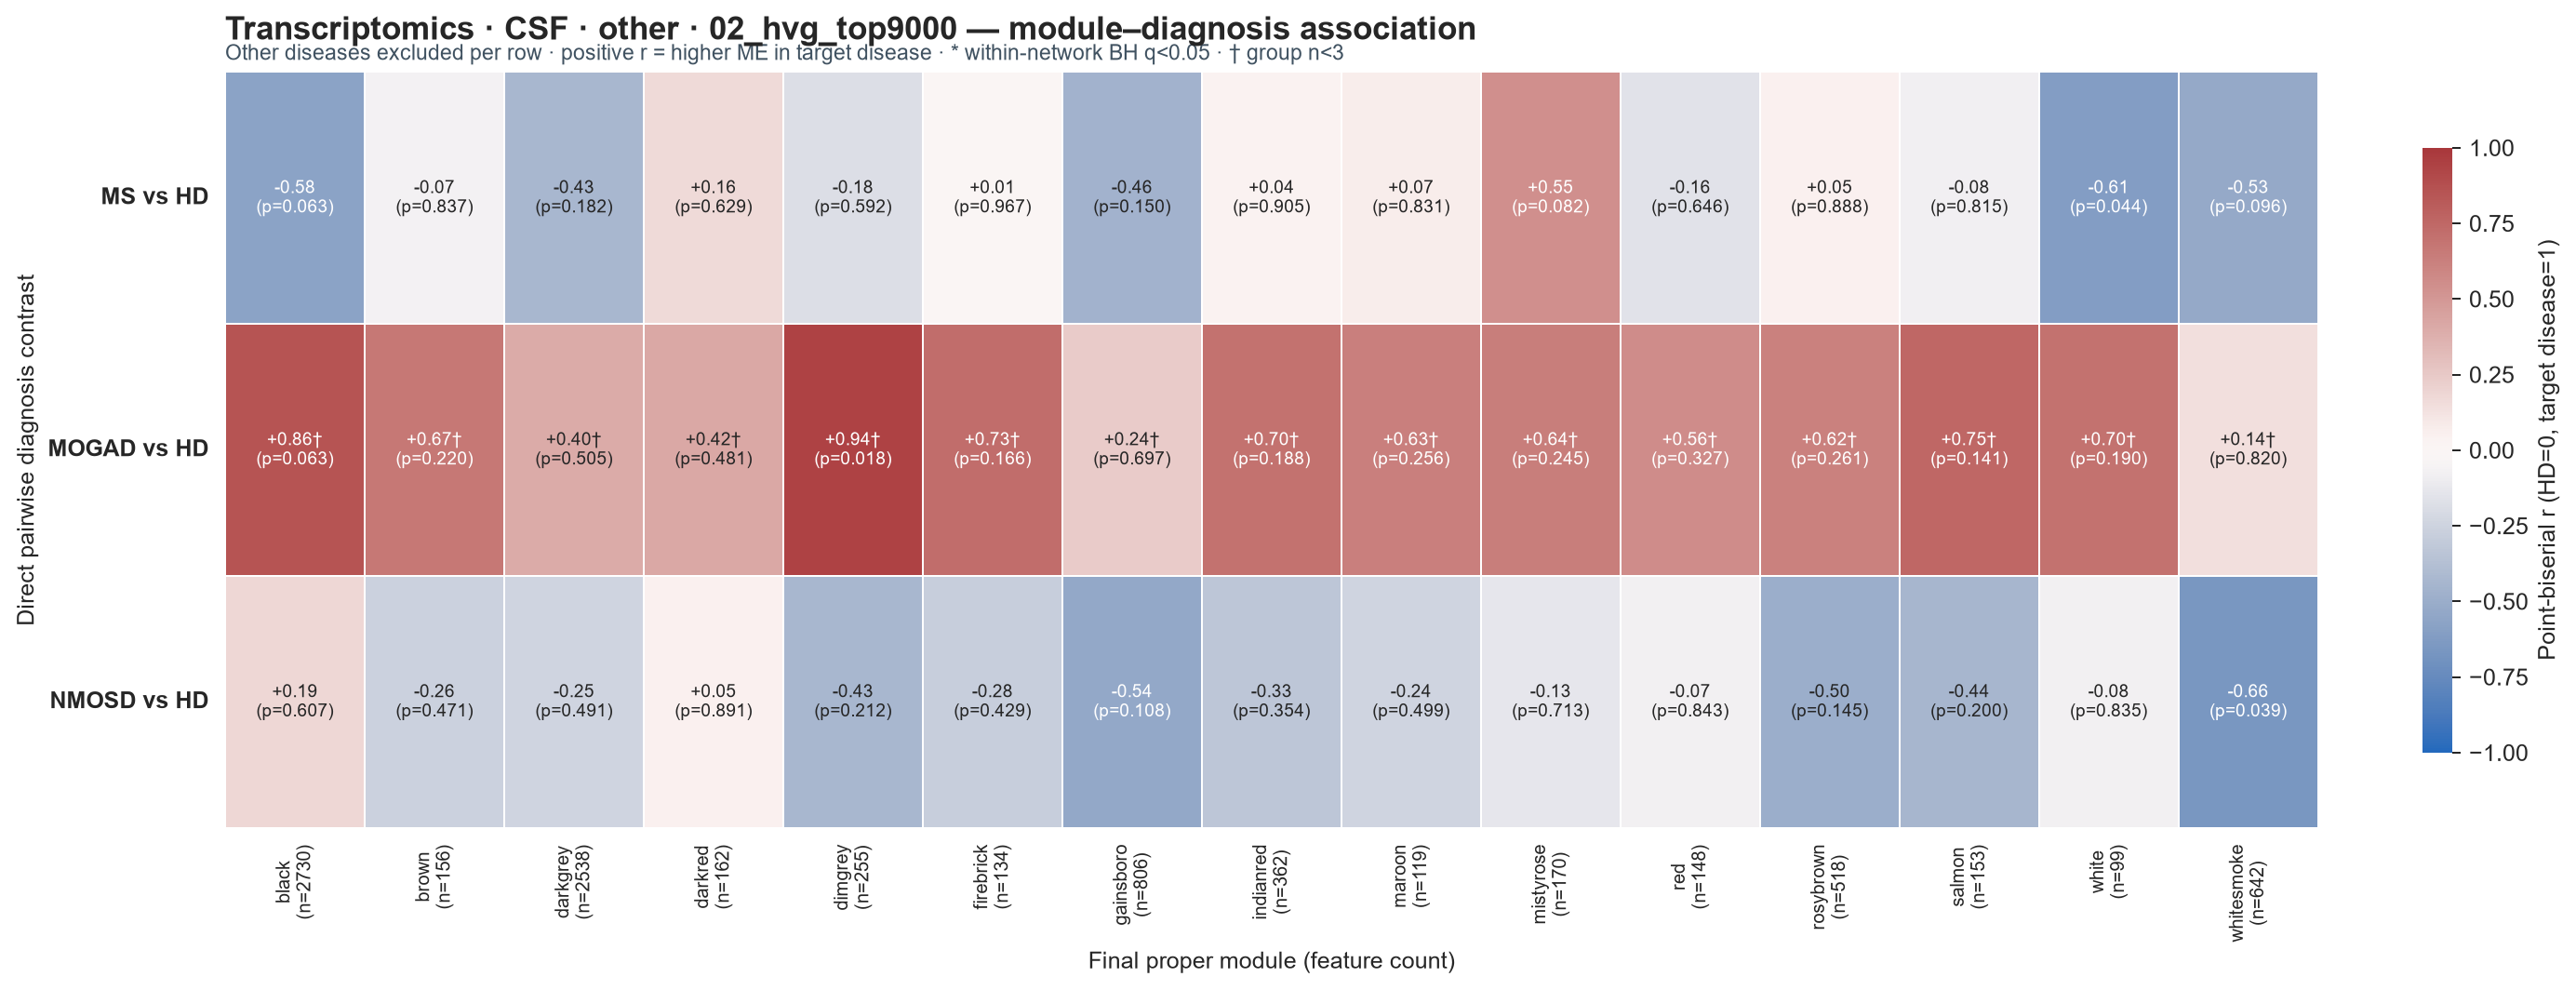 Transcriptomics · CSF · other · 02_hvg_top9000 — module–diagnosis association
Other diseases excluded per row · positive r = higher ME in target disease · * within-network BH q<0.05 · † group n<3
Direct pairwise diagnosis contrast
MS vs HD
-0.58 -0.07 -0.43 +0.16 -0.18 +0.01 -0.46 +0.04 +0.07 +0.55 -0.16 +0.05 -0.08 -0.61 -0.53
(p=0.063) (p=0.837) (p=0.182) (p=0.629) (p=0.592) (p=0.967) (p=0.150) (p=0.905) (p=0.831) (p=0.082) (p=0.646) (p=0.888) (p=0.815) (p=0.044) (p=0.096)
MOGAD vs HD
+0.86† +0.67† +0.40† +0.42† +0.94† +0.73† +0.24† +0.70† +0.63† +0.64† +0.56† +0.62† +0.75† +0.70† +0.14†
(p=0.063) (p=0.220) (p=0.505) (p=0.481) (p=0.018) (p=0.166) (p=0.697) (p=0.188) (p=0.256) (p=0.245) (p=0.327) (p=0.261) (p=0.141) (p=0.190) (p=0.820)
NMOSD vs HD
+0.19 -0.26 -0.25 +0.05 -0.43 -0.28 -0.54 -0.33 -0.24 -0.13 -0.07 -0.50 -0.44 -0.08 -0.66
(p=0.607) (p=0.471) (p=0.491) (p=0.891) (p=0.212) (p=0.429) (p=0.108) (p=0.354) (p=0.499) (p=0.713) (p=0.843) (p=0.145) (p=0.200) (p=0.835) (p=0.039)
black
(n=2730)
brown
(n=156)
darkgrey
(n=2538)
darkred
(n=162)
dimgrey
(n=255)
firebrick
(n=134)
gainsboro
(n=806)
indianred
(n=362)
maroon
(n=119)
mistyrose
(n=170)
red
(n=148)
rosybrown
(n=518)
salmon
(n=153)
white
(n=99)
whitesmoke
(n=642)
Final proper module (feature count)
1.00
0.75
0.50
0.25
0.00
−0.25
−0.50
−0.75
−1.00
Point-biserial r (HD=0, target disease=1)